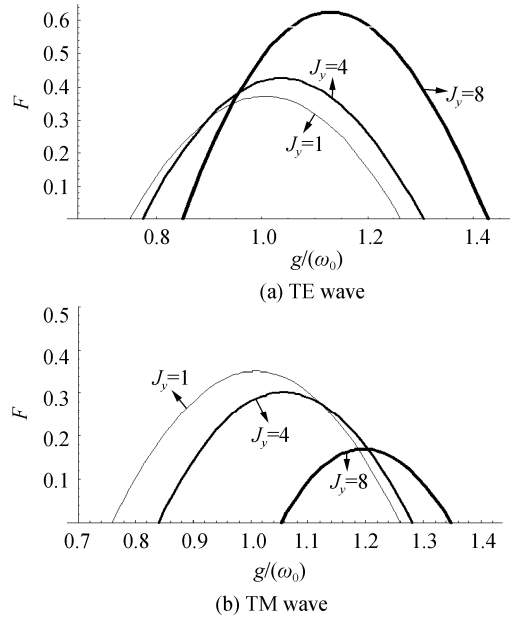 0.6
0.5
0.4
0.3
0.2
0.1
F
J_y=4
J_y=8
J_y=1
0.8 1.0 1.2 1.4
g/(ω_0)
(a) TE wave
0.5
0.4
0.3
0.2
0.1
F
J_y=1
J_y=4
J_y=8
0.7 0.8 0.9 1.0 1.1 1.2 1.3 1.4
g/(ω_0)
(b) TM wave